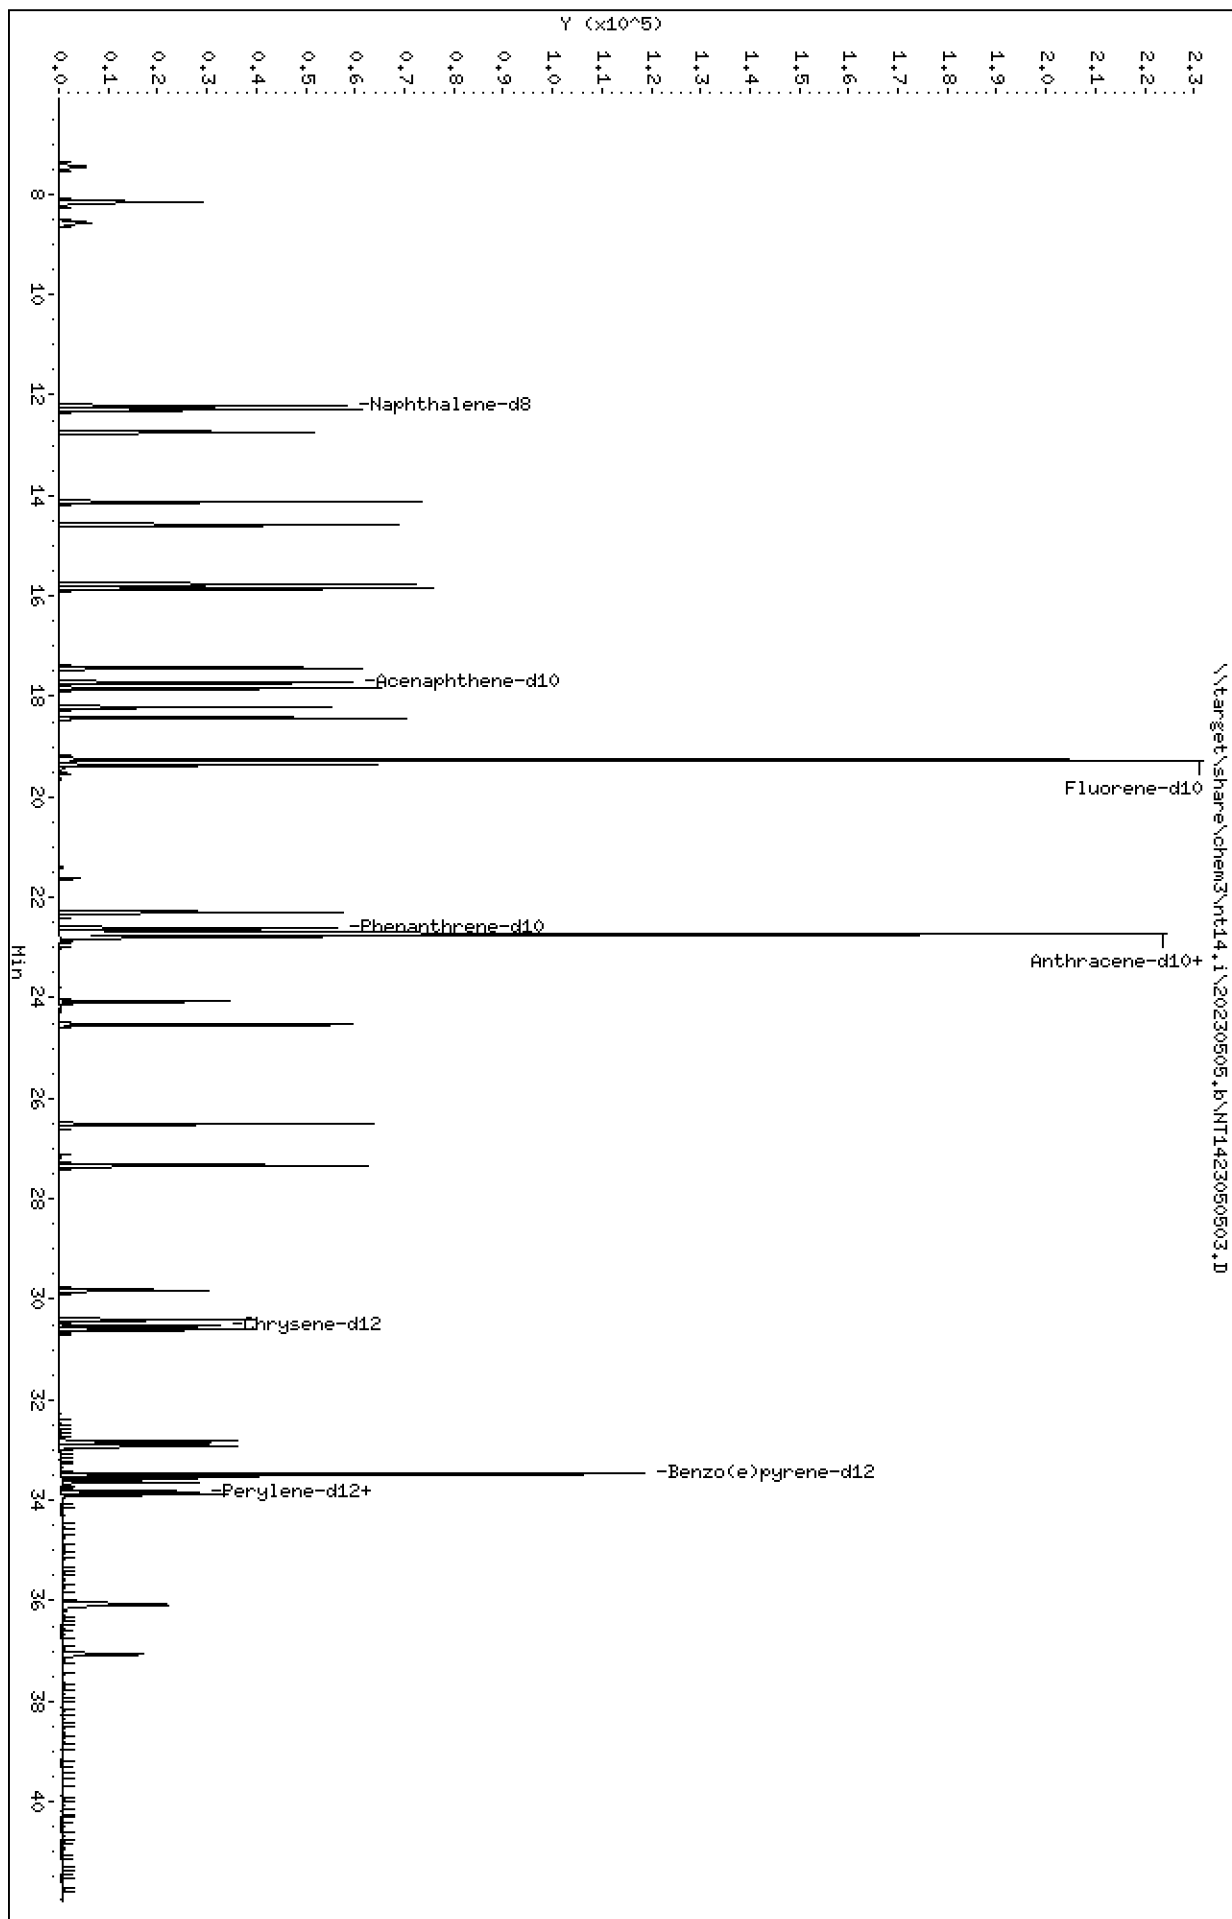 \\target\share\chem3\nt14.i\20230505.b\NT1423050503.D
Y (x10^5)
2.3
2.2
2.1
2.0
1.9
1.8
1.7
1.6
1.5
1.4
1.3
1.2
1.1
1.0
0.9
0.8
0.7
0.6
0.5
0.4
0.3
0.2
0.1
0.0
-Naphthalene-d8
-Acenaphthene-d10
Fluorene-d10
-Phenanthrene-d10
Anthracene-d10+
-Chrysene-d12
-Benzo(e)pyrene-d12
-Perylene-d12+
8 10 12 14 16 18 20 22 24 26 28 30 32 34 36 38 40
Min